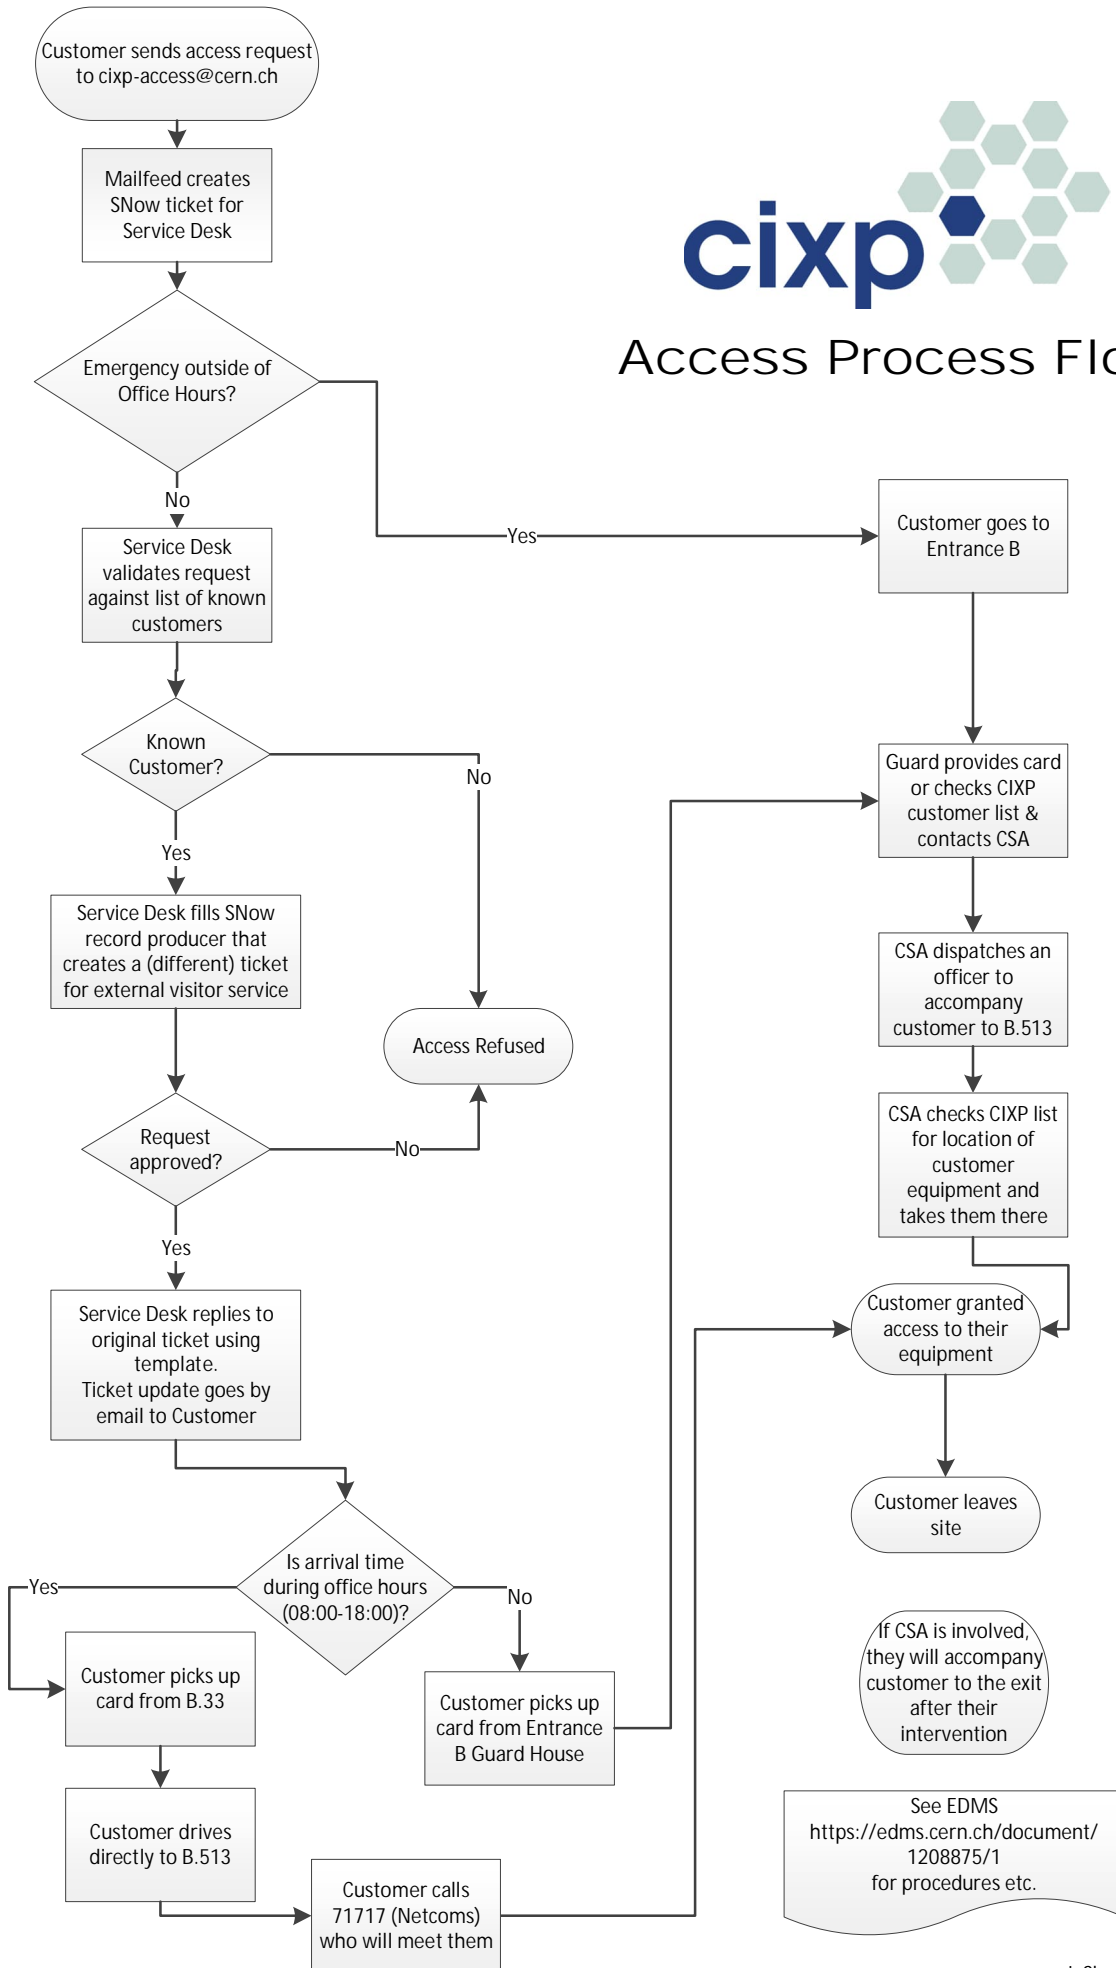 Customer sends access request
to cixp-access@cern.ch
Mailfeed creates
SNow ticket for
Service Desk
cixp
Access Process Flo
Emergency outside of
Office Hours?
No
Yes
Customer goes to
Entrance B
Service Desk
validates request
against list of known
customers
Known
Customer?
No
Yes
Guard provides card
or checks CIXP
customer list &
contacts CSA
Service Desk fills SNow
record producer that
creates a (different) ticket
for external visitor service
CSA dispatches an
officer to
accompany
customer to B.513
Access Refused
Request
approved?
No
Yes
CSA checks CIXP list
for location of
customer
equipment and
takes them there
Service Desk replies to
original ticket using
template.
Ticket update goes by
email to Customer
Customer granted
access to their
equipment
Customer leaves
site
Is arrival time
during office hours
(08:00-18:00)?
Yes
No
Customer picks up
card from B.33
Customer picks up
card from Entrance
B Guard House
If CSA is involved,
they will accompany
customer to the exit
after their
intervention
Customer drives
directly to B.513
See EDMS
https://edms.cern.ch/document/
1208875/1
for procedures etc.
Customer calls
71717 (Netcoms)
who will meet them